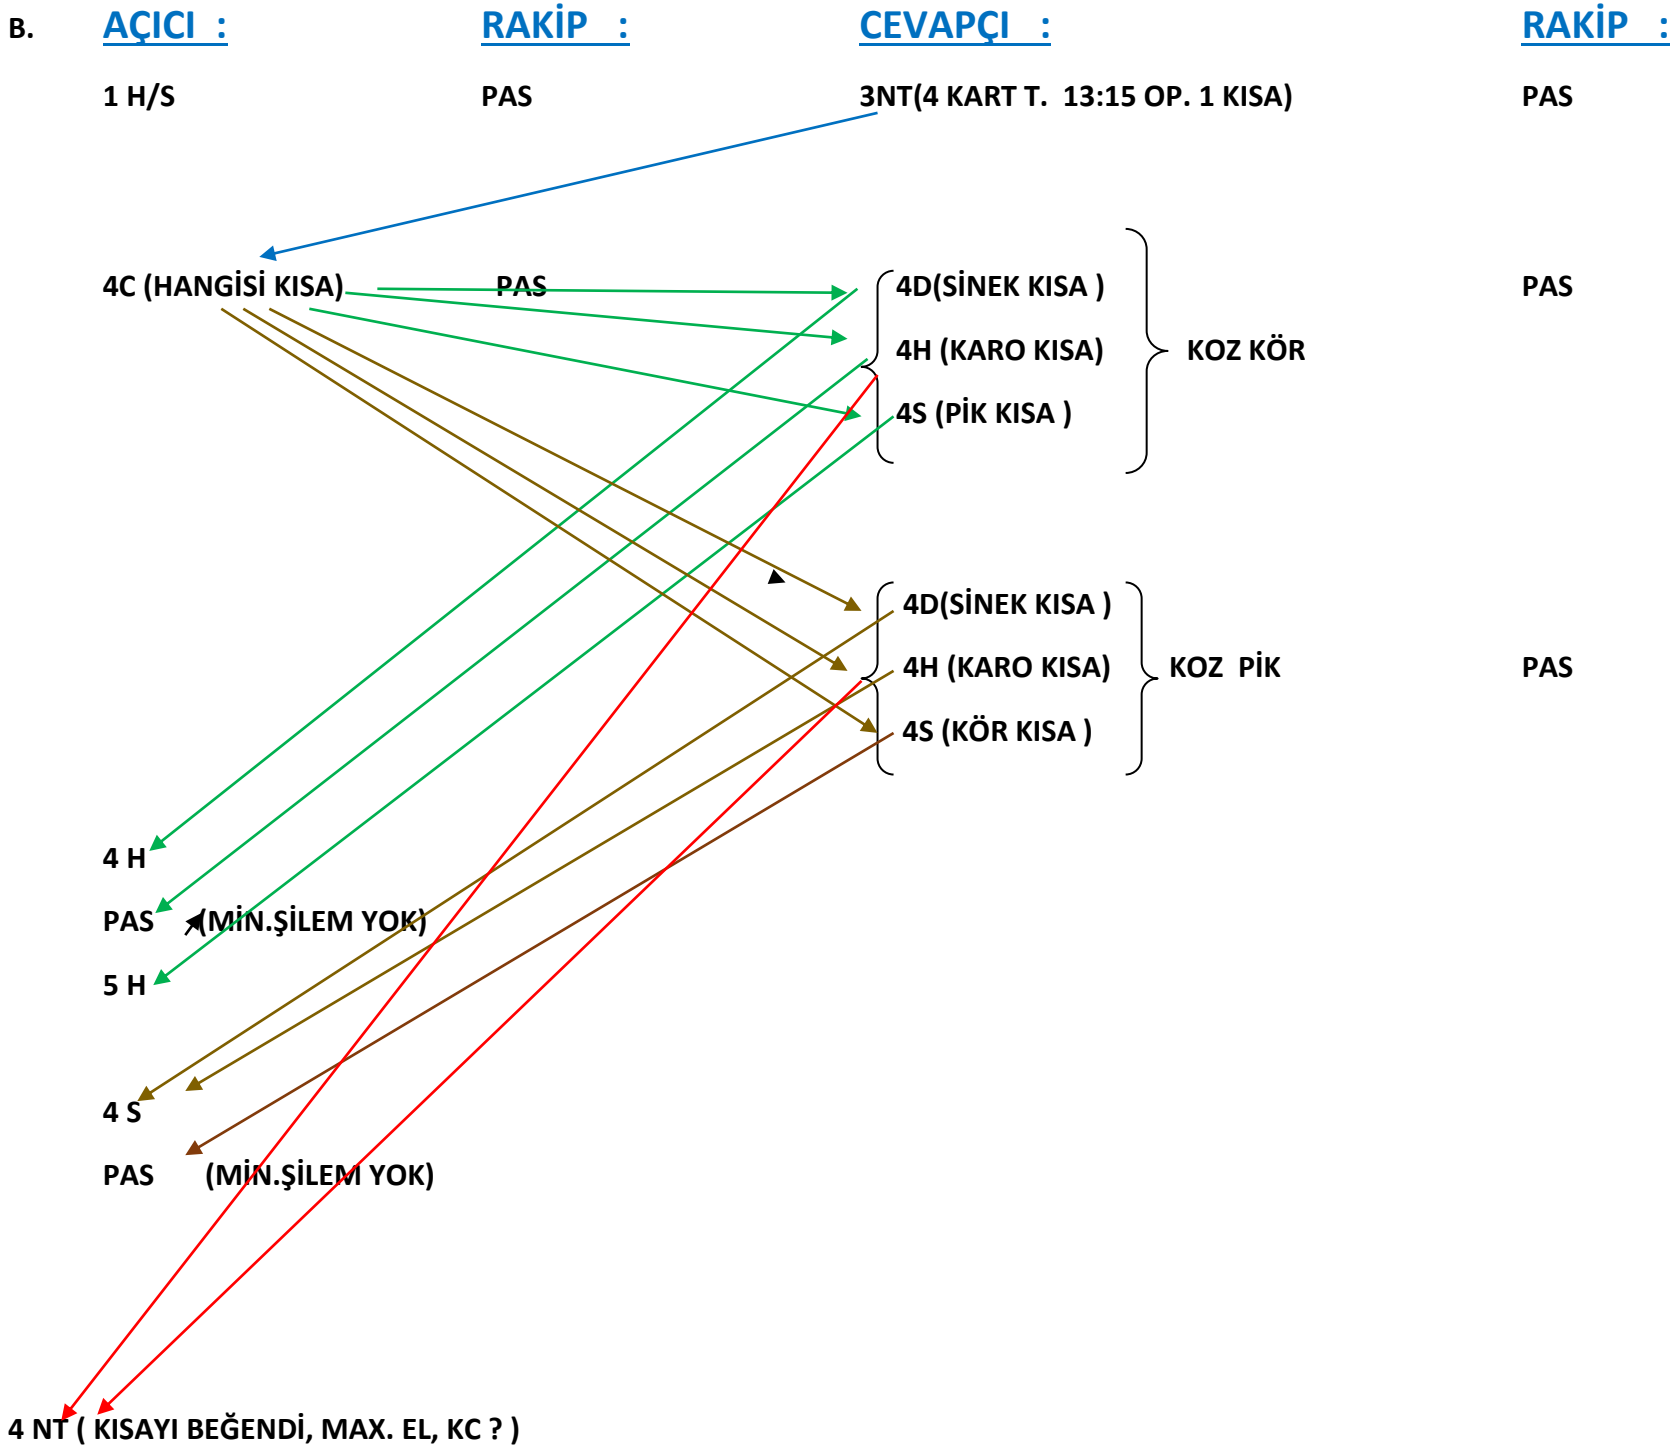 B. AÇICI : RAKİP : CEVAPÇI : RAKİP :
1 H/S PAS 3NT(4 KART T. 13:15 OP. 1 KISA) PAS
4C (HANGİSİ KISA) PAS 4D(SİNEK KISA ) PAS
4H (KARO KISA) KOZ KÖR
4S (PİK KISA )
4D(SİNEK KISA )
4H (KARO KISA) KOZ PİK PAS
4S (KÖR KISA )
4 H
PAS (MİN.ŞİLEM YOK)
5 H
4 S
PAS (MİN.ŞİLEM YOK)
4 NT ( KISAYI BEĞENDİ, MAX. EL, KC ? )